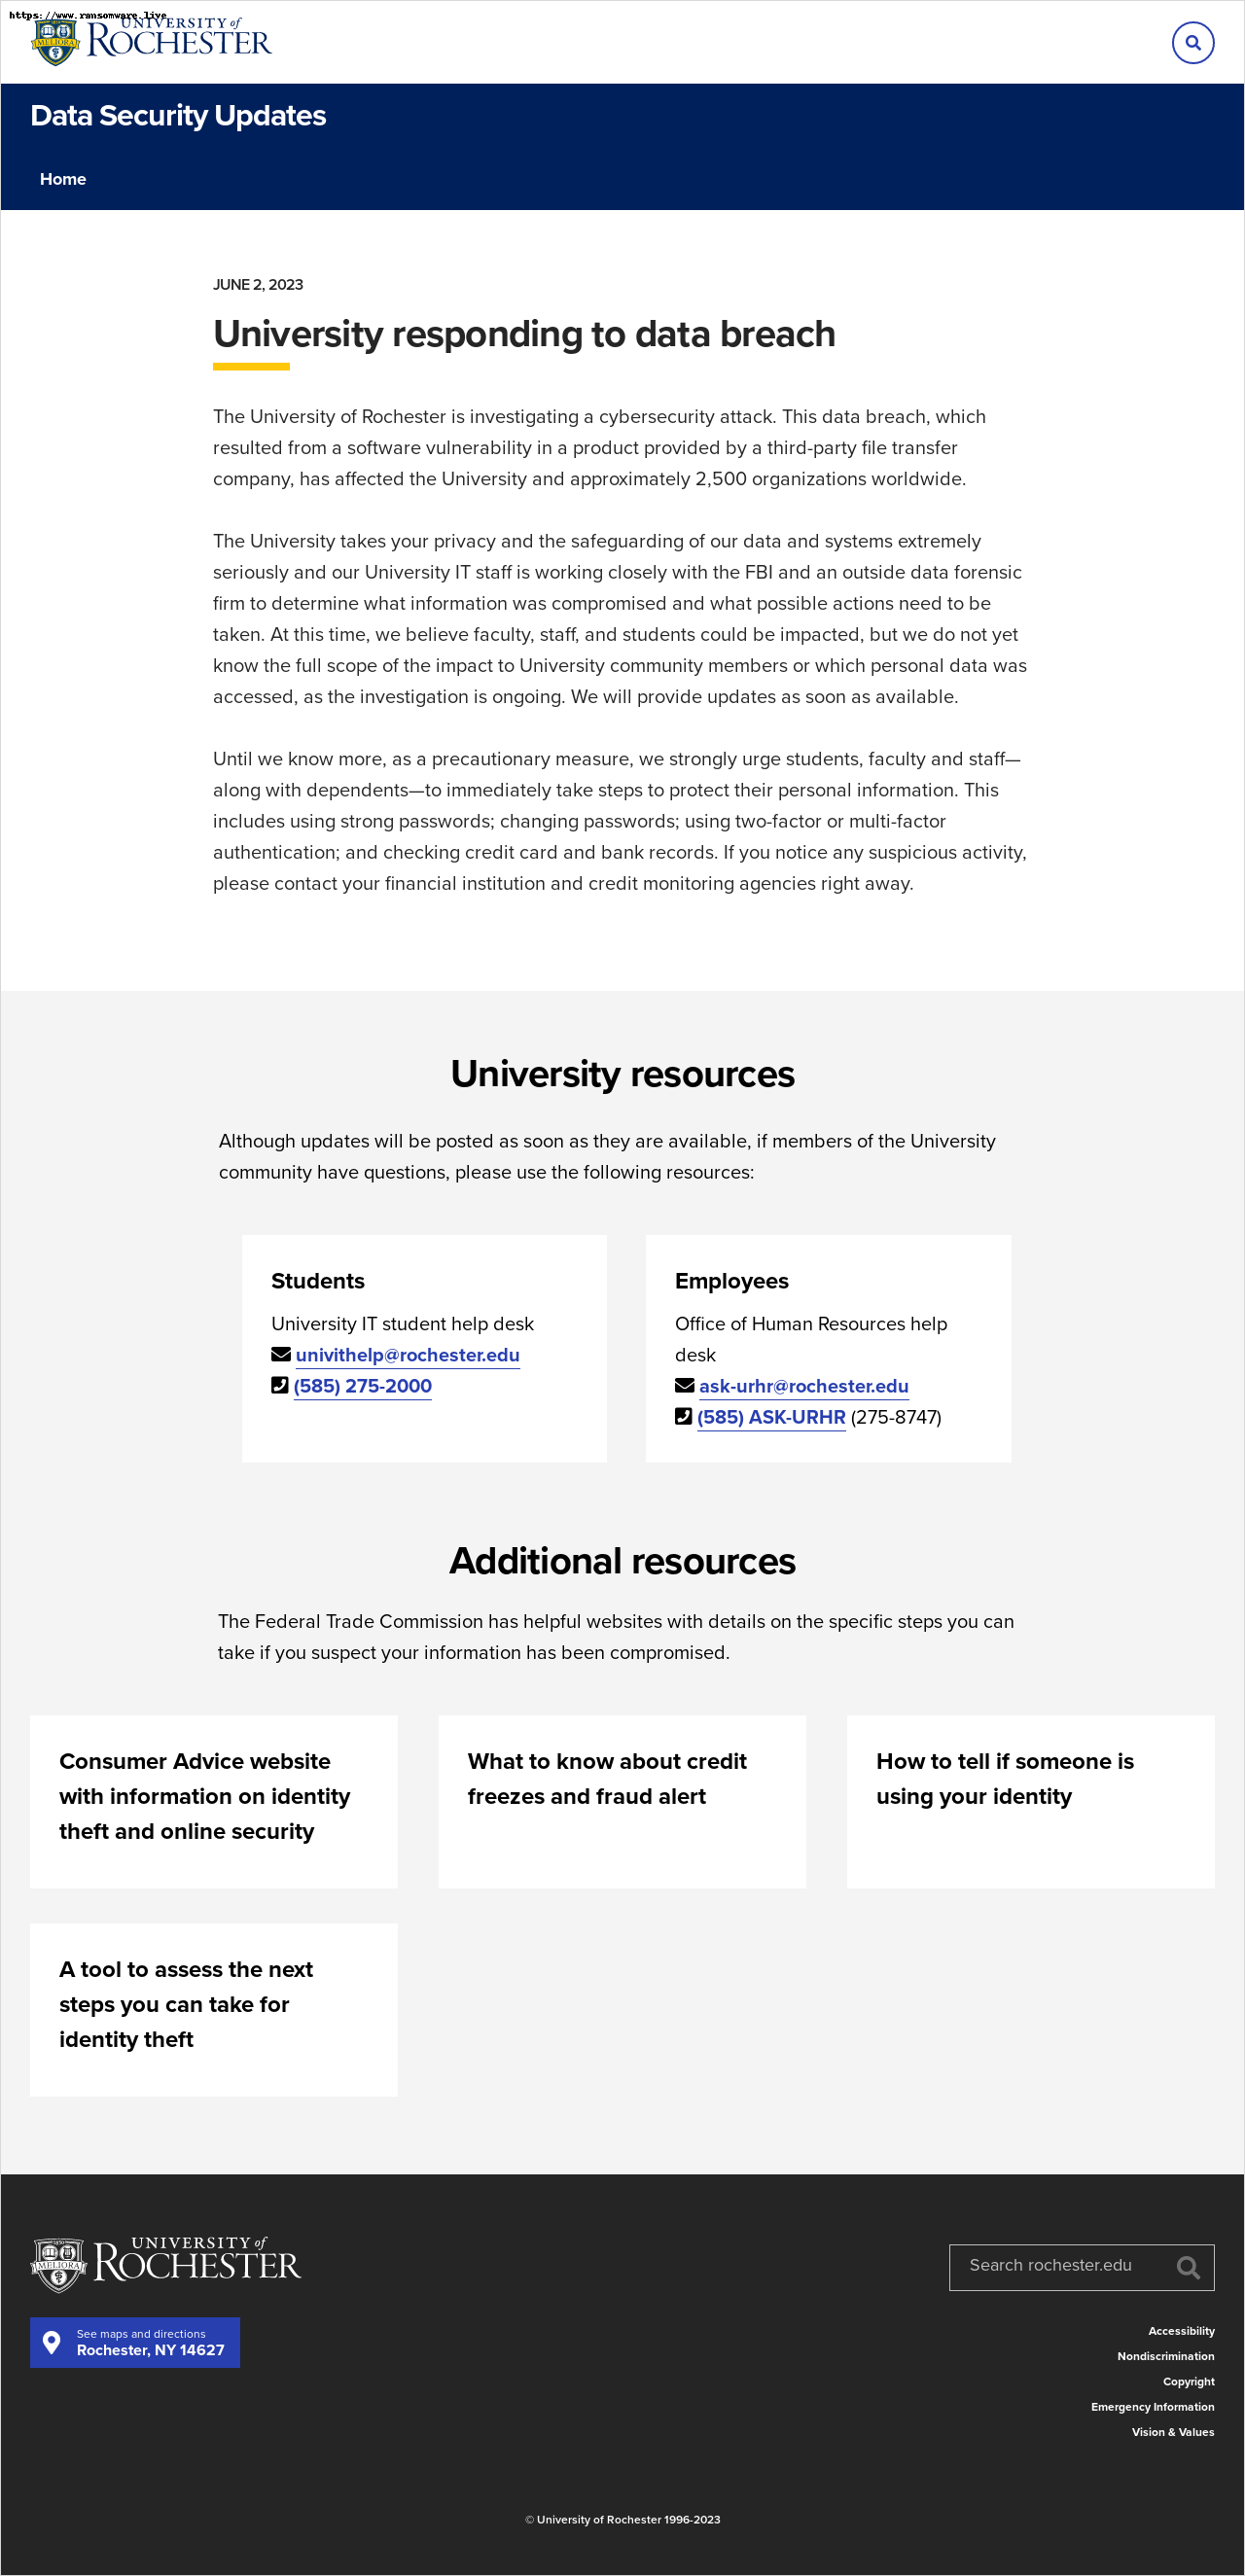 https://www.ransomware.live
UNIVERSITY of
ROCHESTER
MELIORA
Data Security Updates
Home
JUNE 2, 2023
University responding to data breach
The University of Rochester is investigating a cybersecurity attack. This data breach, which
resulted from a software vulnerability in a product provided by a third-party file transfer
company, has affected the University and approximately 2,500 organizations worldwide.
The University takes your privacy and the safeguarding of our data and systems extremely
seriously and our University IT staff is working closely with the FBI and an outside data forensic
firm to determine what information was compromised and what possible actions need to be
taken. At this time, we believe faculty, staff, and students could be impacted, but we do not yet
know the full scope of the impact to University community members or which personal data was
accessed, as the investigation is ongoing. We will provide updates as soon as available.
Until we know more, as a precautionary measure, we strongly urge students, faculty and staff—
along with dependents—to immediately take steps to protect their personal information. This
includes using strong passwords; changing passwords; using two-factor or multi-factor
authentication; and checking credit card and bank records. If you notice any suspicious activity,
please contact your financial institution and credit monitoring agencies right away.
University resources
Although updates will be posted as soon as they are available, if members of the University
community have questions, please use the following resources:
Students
University IT student help desk
univithelp@rochester.edu
(585) 275-2000
Employees
Office of Human Resources help
desk
ask-urhr@rochester.edu
(585) ASK-URHR (275-8747)
Additional resources
The Federal Trade Commission has helpful websites with details on the specific steps you can
take if you suspect your information has been compromised.
Consumer Advice website
with information on identity
theft and online security
What to know about credit
freezes and fraud alert
How to tell if someone is
using your identity
A tool to assess the next
steps you can take for
identity theft
UNIVERSITY of
ROCHESTER
MELIORA
See maps and directions
Rochester, NY 14627
Search rochester.edu
Accessibility
Nondiscrimination
Copyright
Emergency Information
Vision & Values
© University of Rochester 1996-2023